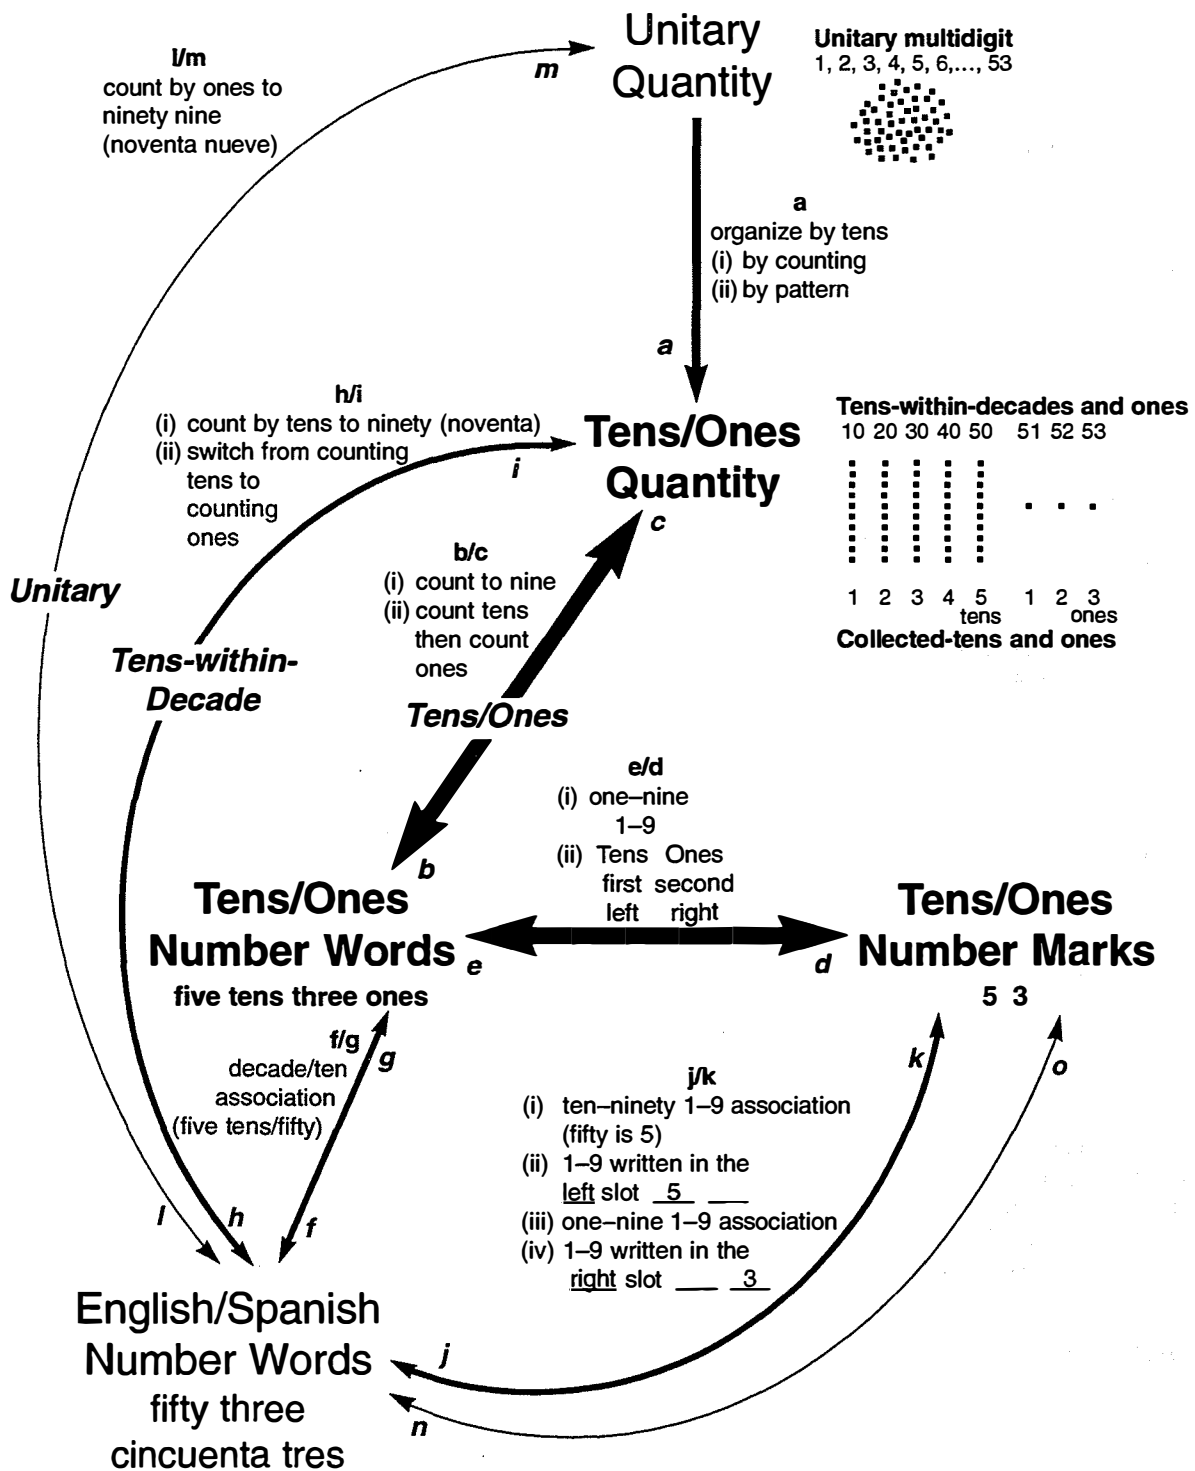 Unitary
Quantity
Unitary multidigit
1, 2, 3, 4, 5, 6,..., 53
l/m
count by ones to
ninety nine
(noventa nueve)
m
a
organize by tens
(i) by counting
(ii) by pattern
a
h/i
(i) count by tens to ninety (noventa)
(ii) switch from counting
tens to
counting
ones
i
Tens/Ones
Quantity
c
Tens-within-decades and ones
10 20 30 40 50 51 52 53
1 2 3 4 5 1 2 3
tens ones
Collected-tens and ones
b/c
(i) count to nine
(ii) count tens
then count
ones
Unitary
Tens-within-
Decade
Tens/Ones
b
e/d
(i) one–nine
1–9
(ii) Tens Ones
first second
left right
Tens/Ones
Number Words
five tens three ones
e
d
Tens/Ones
Number Marks
5 3
f/g
g
decade/ten
association
(five tens/fifty)
k
o
j/k
(i) ten–ninety 1–9 association
(fifty is 5)
(ii) 1–9 written in the
left slot 5 __
(iii) one–nine 1–9 association
(iv) 1–9 written in the
right slot __ 3
l
h
f
English/Spanish
Number Words
fifty three
cincuenta tres
j
n